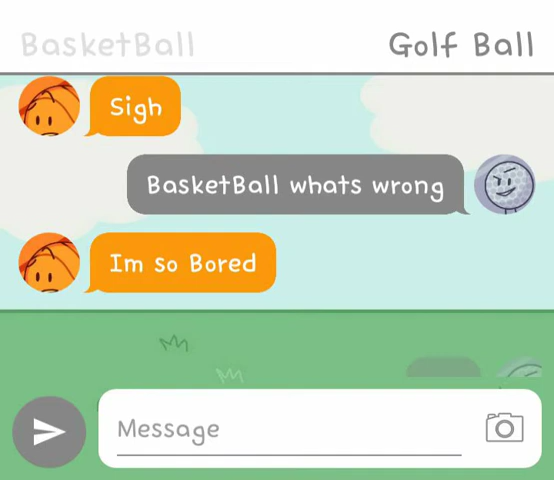 BasketBall
Golf Ball
Sigh
BasketBall whats wrong
Im so Bored
Message